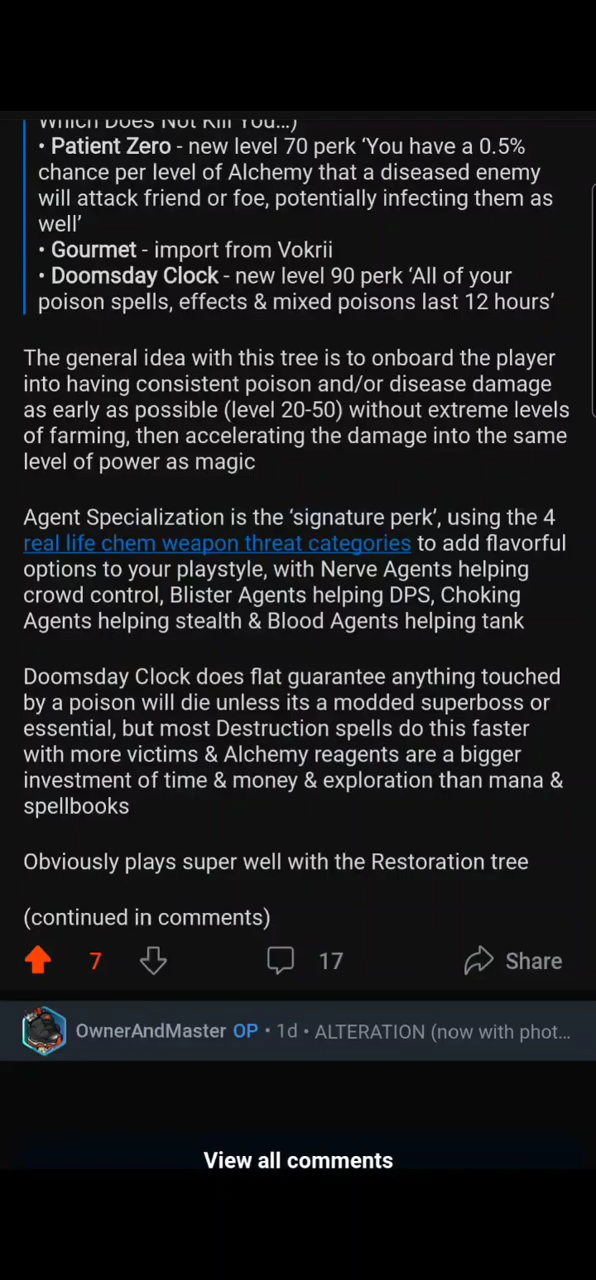 Which Does Not Kill You...)
• Patient Zero - new level 70 perk ‘You have a 0.5%
chance per level of Alchemy that a diseased enemy
will attack friend or foe, potentially infecting them as
well’
• Gourmet - import from Vokrii
• Doomsday Clock - new level 90 perk ‘All of your
poison spells, effects & mixed poisons last 12 hours’
The general idea with this tree is to onboard the player
into having consistent poison and/or disease damage
as early as possible (level 20-50) without extreme levels
of farming, then accelerating the damage into the same
level of power as magic
Agent Specialization is the ‘signature perk’, using the 4
real life chem weapon threat categories to add flavorful
options to your playstyle, with Nerve Agents helping
crowd control, Blister Agents helping DPS, Choking
Agents helping stealth & Blood Agents helping tank
Doomsday Clock does flat guarantee anything touched
by a poison will die unless its a modded superboss or
essential, but most Destruction spells do this faster
with more victims & Alchemy reagents are a bigger
investment of time & money & exploration than mana &
spellbooks
Obviously plays super well with the Restoration tree
(continued in comments)
7 17 Share
OwnerAndMaster OP • 1d • ALTERATION (now with phot...
View all comments